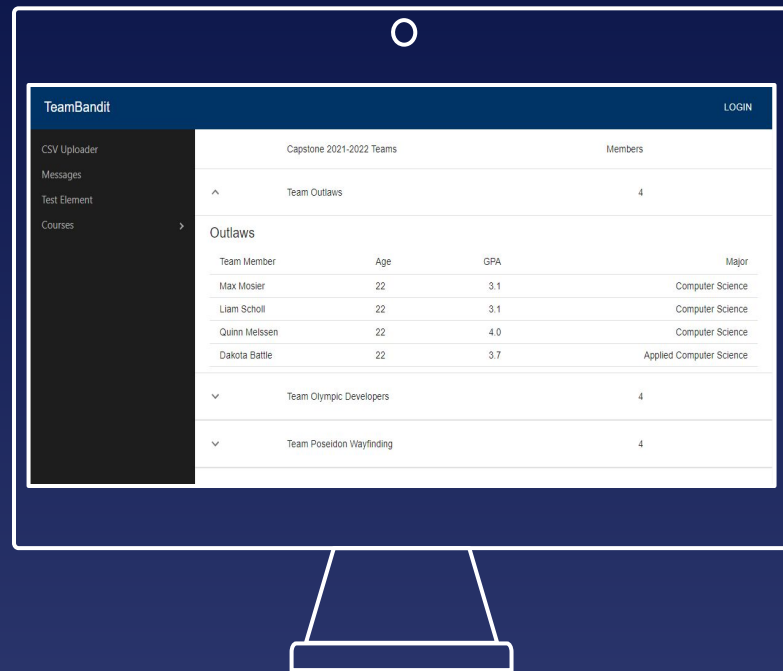 TeamBandit LOGIN
CSV Uploader
Messages
Test Element
Courses
Capstone 2021-2022 Teams Members
Team Outlaws 4
Outlaws
Team Member Age GPA Major
Max Mosier 22 3.1 Computer Science
Liam Scholl 22 3.1 Computer Science
Quinn Melssen 22 4.0 Computer Science
Dakota Battle 22 3.7 Applied Computer Science
Team Olympic Developers 4
Team Poseidon Wayfinding 4